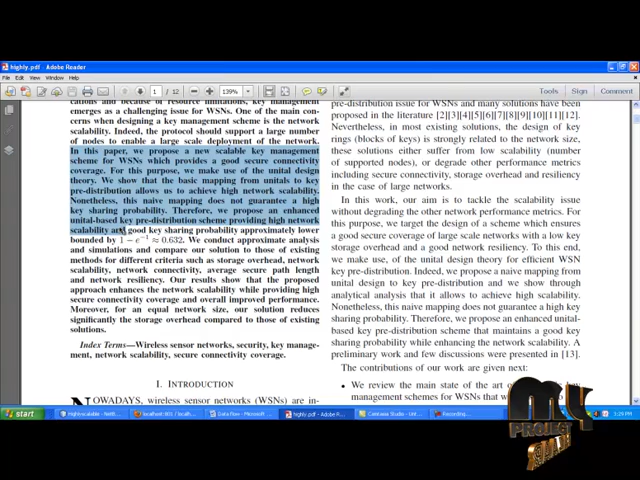 highly.pdf - Adobe Reader
File Edit View Window Help
1 / 12
139%
Tools
Sign
Comment
cations and because of resource limitations, key management
emerges as a challenging issue for WSNs. One of the main con-
cerns when designing a key management scheme is the network
scalability. Indeed, the protocol should support a large number
of nodes to enable a large scale deployment of the network.
In this paper, we propose a new scalable key management
scheme for WSNs which provides a good secure connectivity
coverage. For this purpose, we make use of the unital design
theory. We show that the basic mapping from unitals to key
pre-distribution allows us to achieve high network scalability.
Nonetheless, this naive mapping does not guarantee a high
key sharing probability. Therefore, we propose an enhanced
unital-based key pre-distribution scheme providing high network
scalability and good key sharing probability approximately lower
bounded by 1 − e⁻¹ ≈ 0.632. We conduct approximate analysis
and simulations and compare our solution to those of existing
methods for different criteria such as storage overhead, network
scalability, network connectivity, average secure path length
and network resiliency. Our results show that the proposed
approach enhances the network scalability while providing high
secure connectivity coverage and overall improved performance.
Moreover, for an equal network size, our solution reduces
significantly the storage overhead compared to those of existing
solutions.
Index Terms—Wireless sensor networks, security, key manage-
ment, network scalability, secure connectivity coverage.
I. INTRODUCTION
NOWADAYS, wireless sensor networks (WSNs) are in-
pre-distribution issue for WSNs and many solutions have been
proposed in the literature [2][3][4][5][6][7][8][9][10][11][12].
Nevertheless, in most existing solutions, the design of key
rings (blocks of keys) is strongly related to the network size,
these solutions either suffer from low scalability (number
of supported nodes), or degrade other performance metrics
including secure connectivity, storage overhead and resiliency
in the case of large networks.
In this work, our aim is to tackle the scalability issue
without degrading the other network performance metrics. For
this purpose, we target the design of a scheme which ensures
a good secure coverage of large scale networks with a low key
storage overhead and a good network resiliency. To this end,
we make use, of the unital design theory for efficient WSN
key pre-distribution. Indeed, we propose a naive mapping from
unital design to key pre-distribution and we show through
analytical analysis that it allows to achieve high scalability.
Nonetheless, this naive mapping does not guarantee a high key
sharing probability. Therefore, we propose an enhanced unital-
based key pre-distribution scheme that maintains a good key
sharing probability while enhancing the network scalability. A
preliminary work and few discussions were presented in [13].
The contributions of our work are given next:
• We review the main state of the art of key
management schemes for WSNs that
start
Highlyscalable - NetB...
localhost:801 / localh...
Data Flow - Microsoft ...
highly.pdf - Adobe R...
Camtasia Studio - Unt...
Recording...
MY
PROJECT